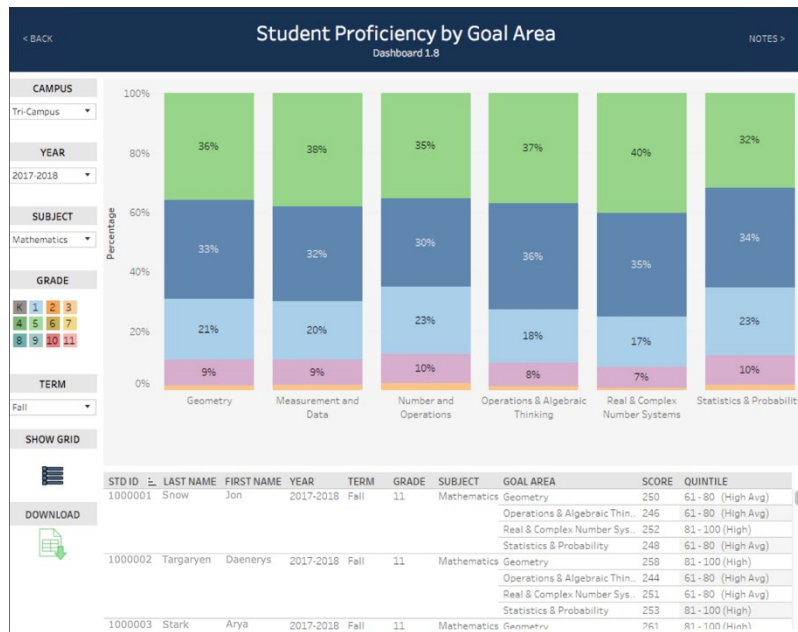 < BACK
Student Proficiency by Goal Area
Dashboard 1.8
NOTES >
CAMPUS
Tri-Campus
YEAR
2017-2018
SUBJECT
Mathematics
GRADE
K 1 2 3
4 5 6 7
8 9 10 11
TERM
Fall
SHOW GRID
DOWNLOAD
Percentage
100%
80%
60%
40%
20%
0%
36% 38% 35% 37% 40% 32%
33% 32% 30% 36% 35% 34%
21% 20% 23% 18% 17% 23%
9% 9% 10% 8% 7% 10%
Geometry
Measurement and
Data
Number and
Operations
Operations & Algebraic
Thinking
Real & Complex
Number Systems
Statistics & Probabilit
STD ID LAST NAME FIRST NAME YEAR TERM GRADE SUBJECT GOAL AREA SCORE QUINTILE
1000001 Snow Jon 2017-2018 Fall 11 Mathematics Geometry 250 61 - 80 (High Avg)
Operations & Algebraic Thin.. 246 61 - 80 (High Avg)
Real & Complex Number Sys.. 252 81 - 100 (High)
Statistics & Probability 248 61 - 80 (High Avg)
1000002 Targaryen Daenerys 2017-2018 Fall 11 Mathematics Geometry 258 81 - 100 (High)
Operations & Algebraic Thin.. 244 61 - 80 (High Avg)
Real & Complex Number Sys.. 251 61 - 80 (High Avg)
Statistics & Probability 253 81 - 100 (High)
1000003 Stark Arya 2017-2018 Fall 11 Mathematics Geometry 261 81 - 100 (High)